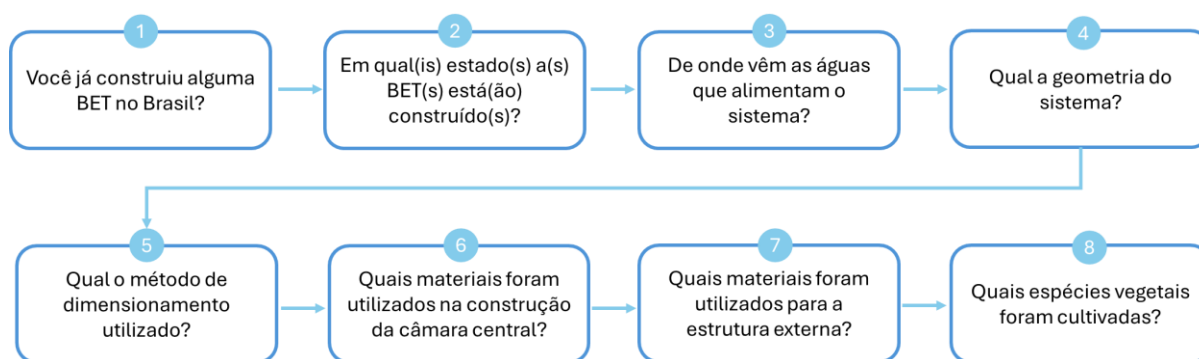 1
Você já construiu alguma
BET no Brasil?
2
Em qual(is) estado(s) a(s)
BET(s) está(ão)
construído(s)?
3
De onde vêm as águas
que alimentam o
sistema?
4
Qual a geometria do
sistema?
5
Qual o método de
dimensionamento
utilizado?
6
Quais materiais foram
utilizados na construção
da câmara central?
7
Quais materiais foram
utilizados para a
estrutura externa?
8
Quais espécies vegetais
foram cultivadas?